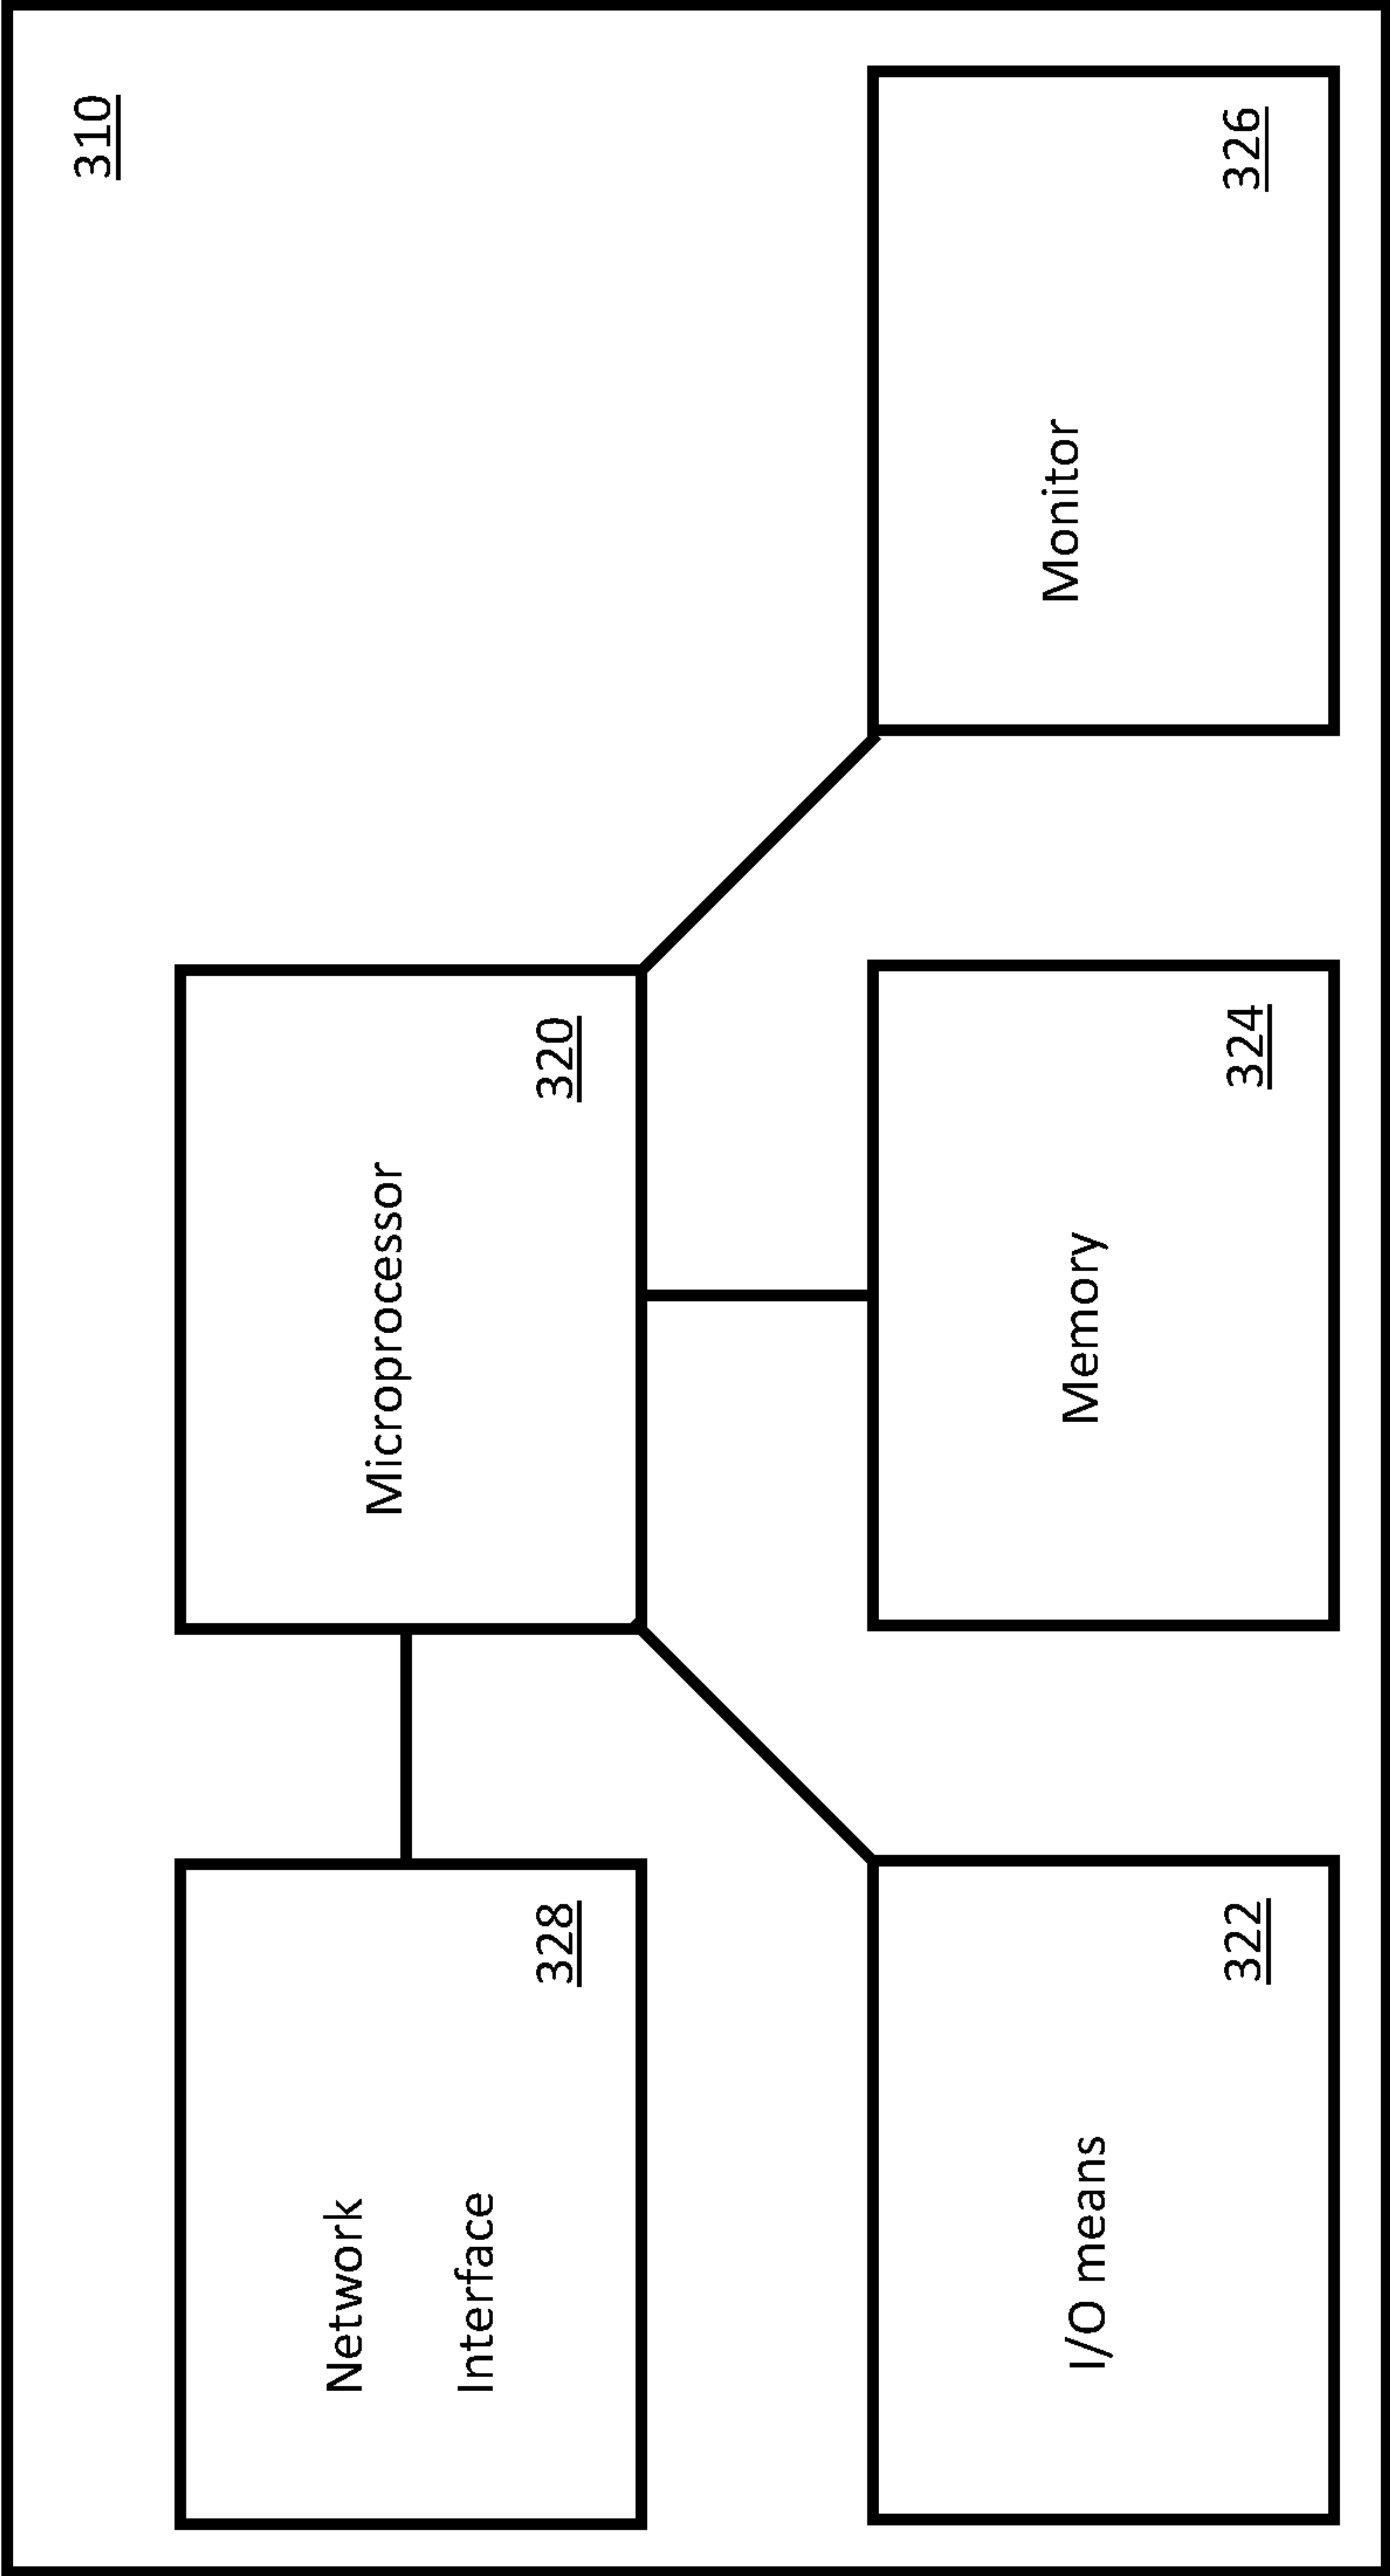 310
Network
Interface
328
Microprocessor
320
I/O means
322
Memory
324
Monitor
326